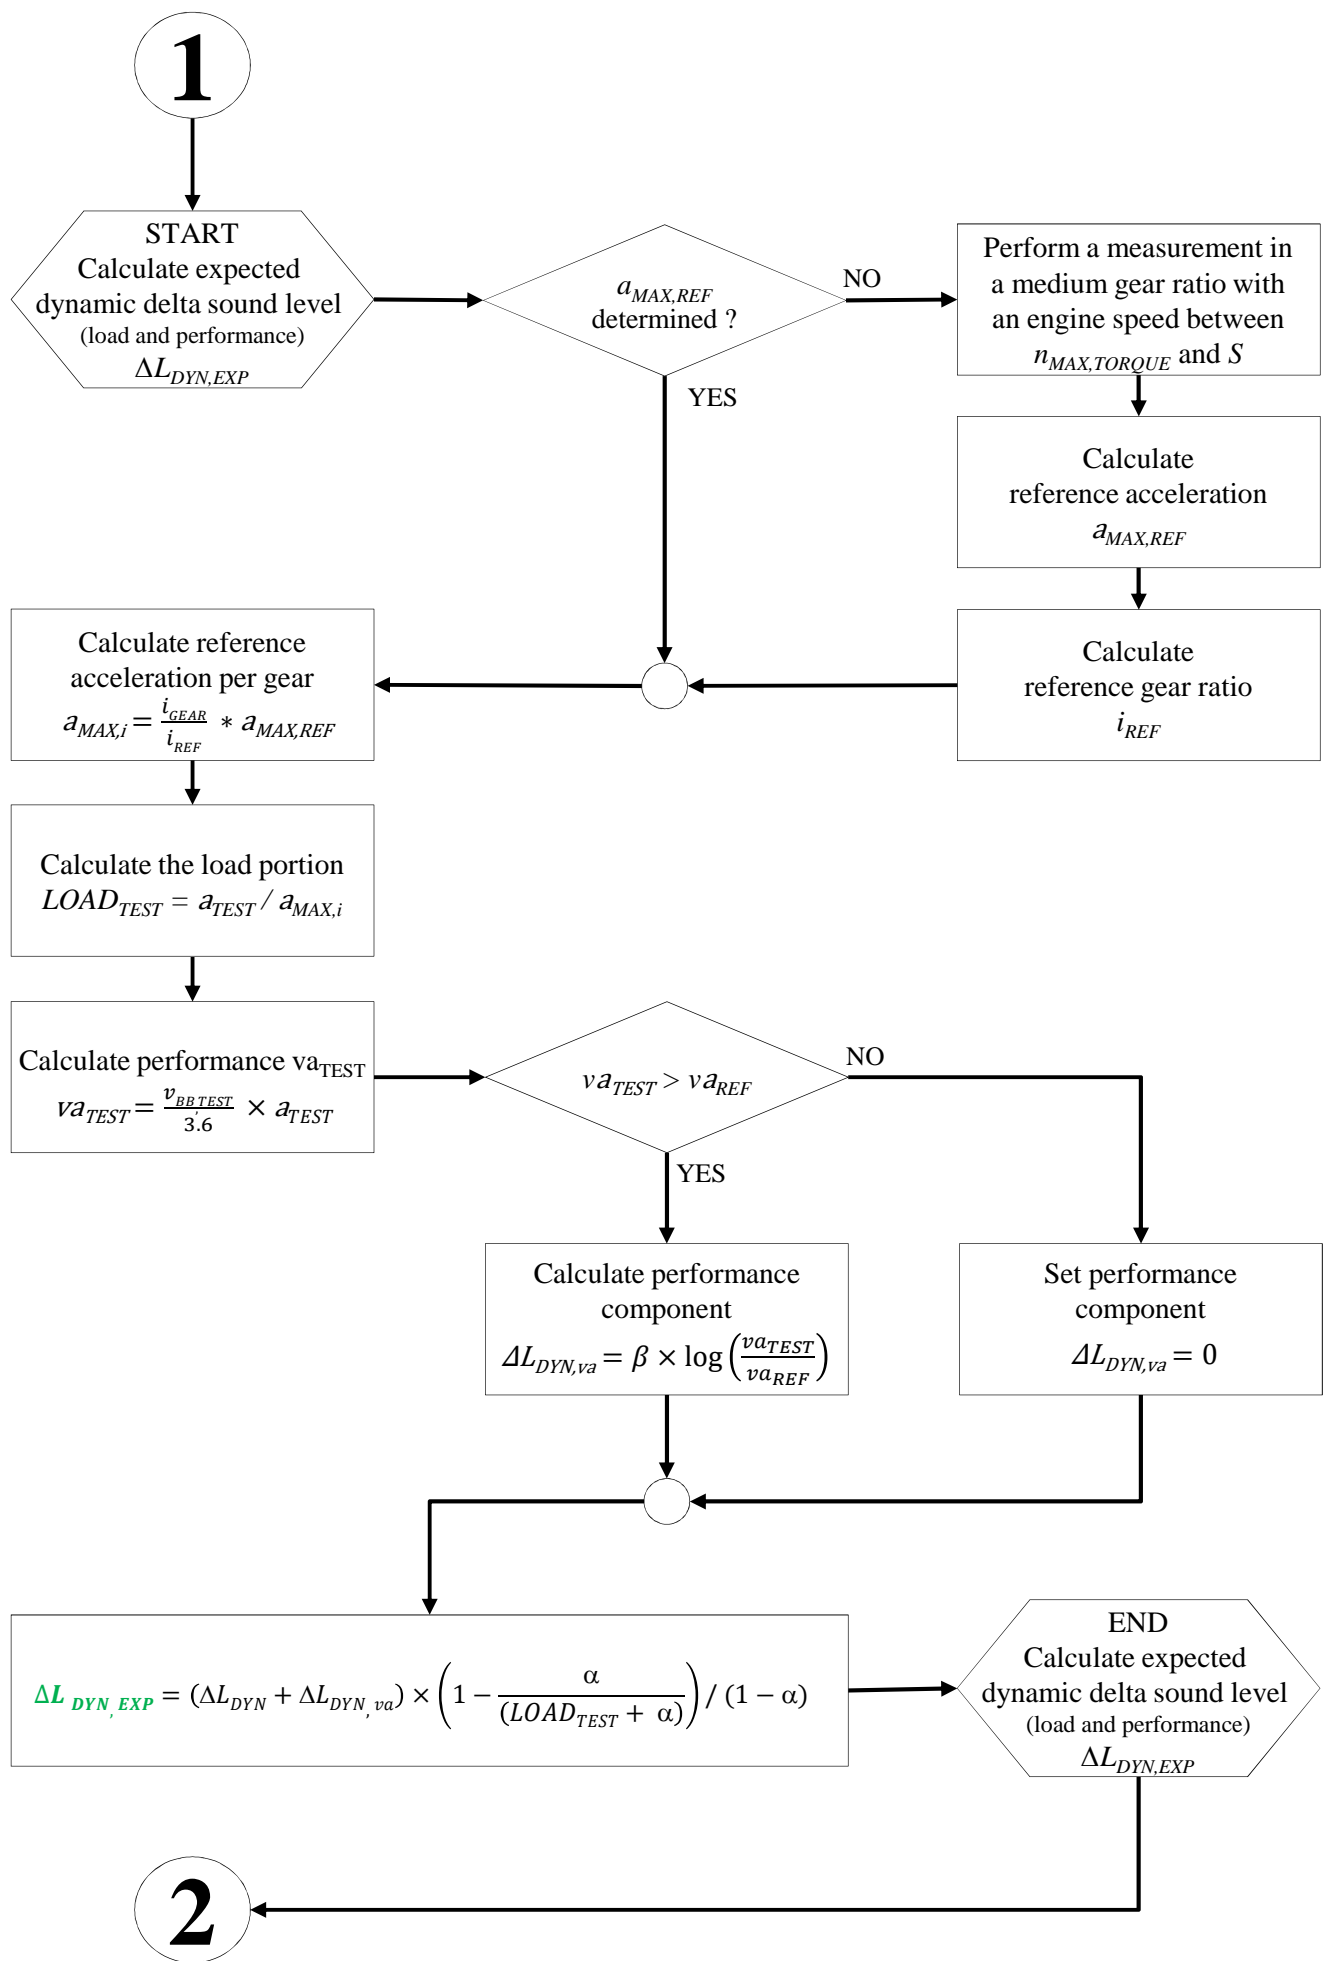 1
START
Calculate expected
dynamic delta sound level
(load and performance)
ΔL_DYN,EXP
a_MAX,REF
determined ?
NO
YES
Perform a measurement in
a medium gear ratio with
an engine speed between
n_MAX,TORQUE and S
Calculate
reference acceleration
a_MAX,REF
Calculate
reference gear ratio
i_REF
Calculate reference
acceleration per gear
a_MAX,i = i_GEAR / i_REF * a_MAX,REF
Calculate the load portion
LOAD_TEST = a_TEST / a_MAX,i
Calculate performance va_TEST
va_TEST = v_BB,TEST / 3.6 × a_TEST
va_TEST > va_REF
NO
YES
Calculate performance
component
ΔL_DYN,va = β × log (va_TEST / va_REF)
Set performance
component
ΔL_DYN,va = 0
ΔL_DYN,EXP = (ΔL_DYN + ΔL_DYN,va) × (1 − α / (LOAD_TEST + α)) / (1 − α)
END
Calculate expected
dynamic delta sound level
(load and performance)
ΔL_DYN,EXP
2